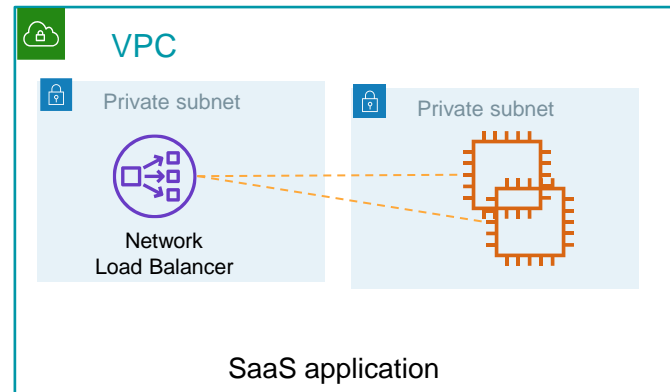 VPC
Private subnet
Private subnet
Network
Load Balancer
SaaS application